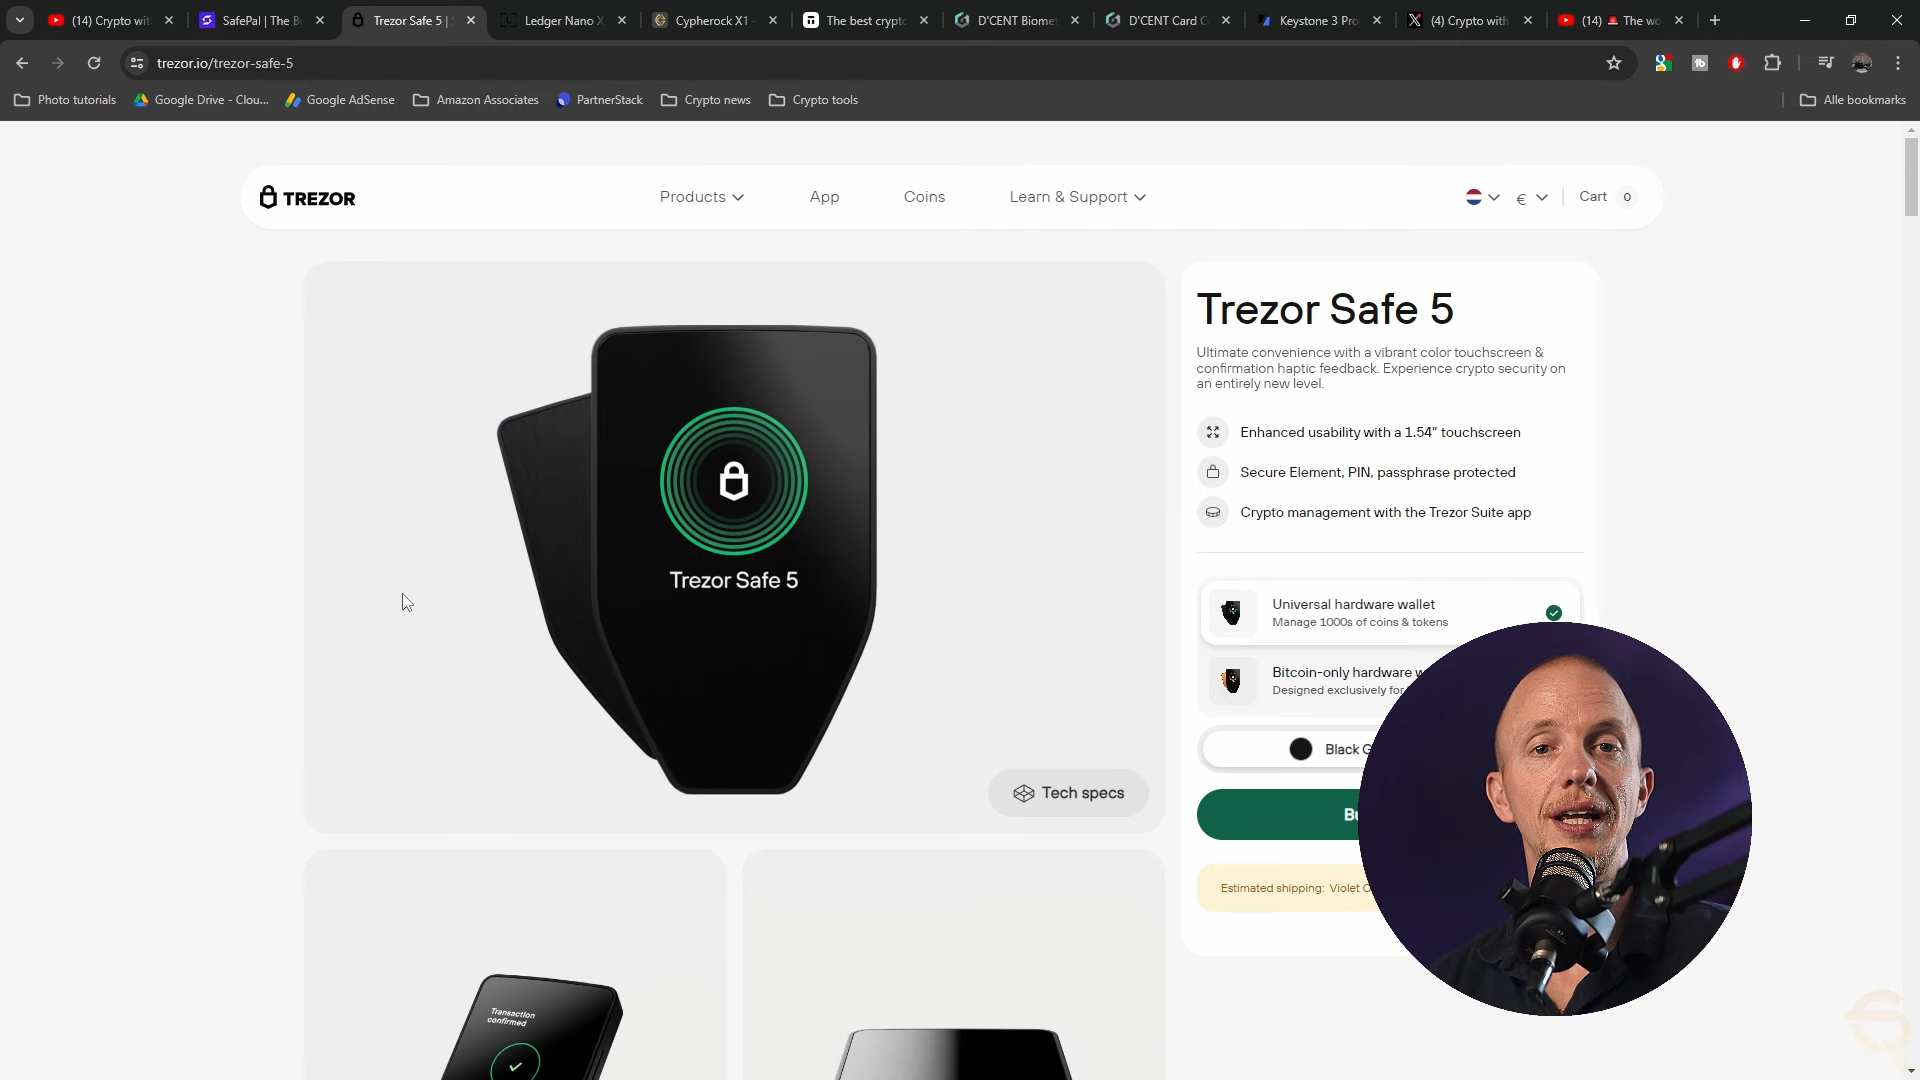 (14) Crypto wit
SafePal | The Be
Trezor Safe 5 |
Ledger Nano X
Cypherock X1 -
The best crypto
D'CENT Biomet
D'CENT Card C
Keystone 3 Pro
(4) Crypto with
(14) 🚨 The wo
trezor.io/trezor-safe-5
Photo tutorials
Google Drive - Clou...
Google AdSense
Amazon Associates
PartnerStack
Crypto news
Crypto tools
Alle bookmarks
TREZOR
Products
App
Coins
Learn & Support
€
Cart 0
Trezor Safe 5
Trezor Safe 5
Ultimate convenience with a vibrant color touchscreen &
confirmation haptic feedback. Experience crypto security on
an entirely new level.
Enhanced usability with a 1.54" touchscreen
Secure Element, PIN, passphrase protected
Crypto management with the Trezor Suite app
Universal hardware wallet
Manage 1000s of coins & tokens
Bitcoin-only hardware w
Designed exclusively for
Black G
Bu
Estimated shipping: Violet
Tech specs
Transaction
confirmed